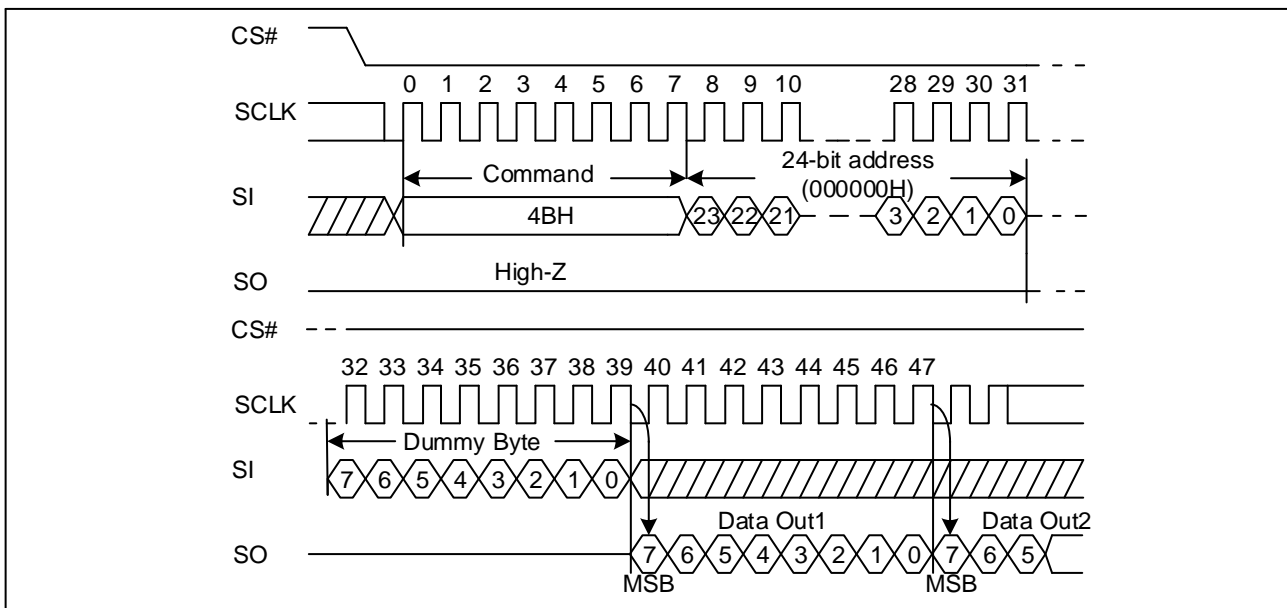 CS#
0 1 2 3 4 5 6 7 8 9 10 28 29 30 31
SCLK
Command
24-bit address
(000000H)
SI
4BH
23 22 21 3 2 1 0
High-Z
SO
CS#
32 33 34 35 36 37 38 39 40 41 42 43 44 45 46 47
SCLK
Dummy Byte
SI
7 6 5 4 3 2 1 0
Data Out1 Data Out2
SO
7 6 5 4 3 2 1 0 7 6 5
MSB MSB